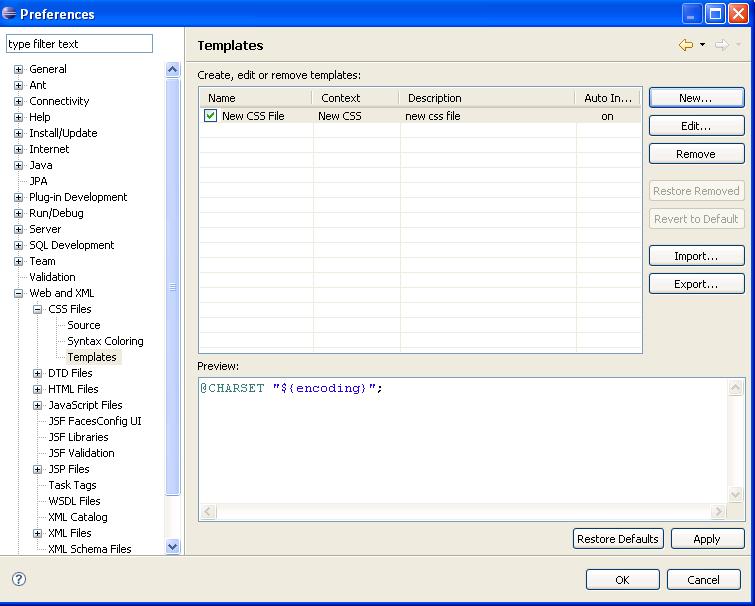 Preferences
type filter text
General
Ant
Connectivity
Help
Install/Update
Internet
Java
JPA
Plug-in Development
Run/Debug
Server
SQL Development
Team
Validation
Web and XML
CSS Files
Source
Syntax Coloring
Templates
DTD Files
HTML Files
JavaScript Files
JSF FacesConfig UI
JSF Libraries
JSF Validation
JSP Files
Task Tags
WSDL Files
XML Catalog
XML Files
XML Schema Files
Templates
Create, edit or remove templates:
Name Context Description Auto In...
New CSS File New CSS new css file on
New...
Edit...
Remove
Restore Removed
Revert to Default
Import...
Export...
Preview:
@CHARSET "${encoding}";
Restore Defaults Apply
? OK Cancel